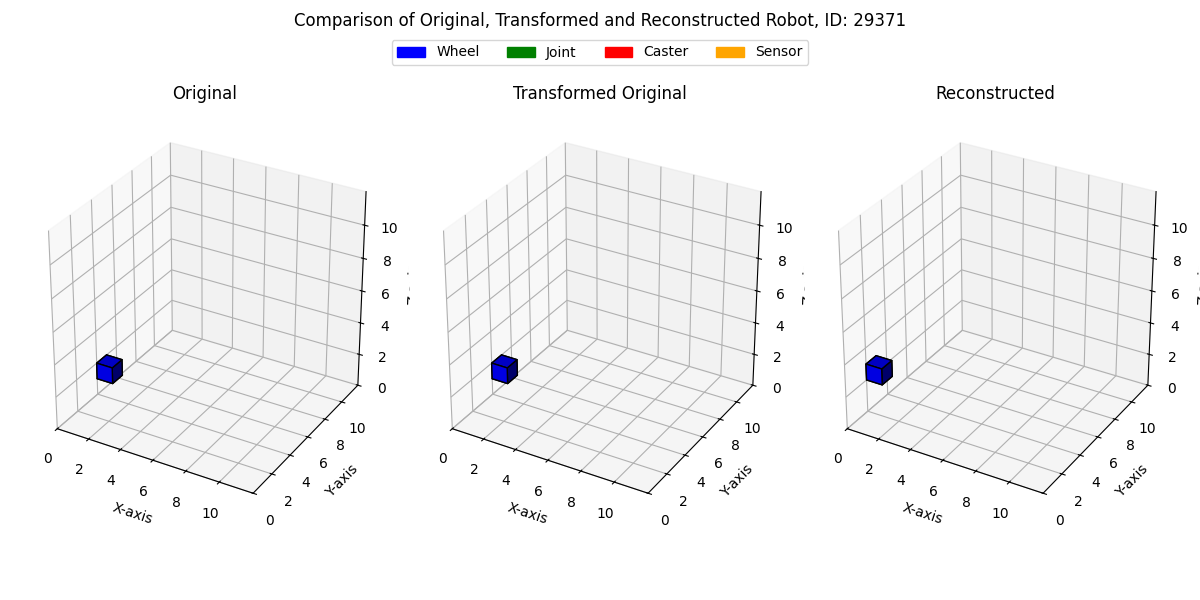 Comparison of Original, Transformed and Reconstructed Robot, ID: 29371
Wheel Joint Caster Sensor
Original Transformed Original Reconstructed
10 10 10
8 8 8
6 6 6
4 4 4
2 2 2
0 0 0
0 2 4 6 8 10 0 2 4 6 8 10 0 2 4 6 8 10
0 2 4 6 8 10 0 2 4 6 8 10 0 2 4 6 8 10
X-axis Y-axis X-axis Y-axis X-axis Y-axis